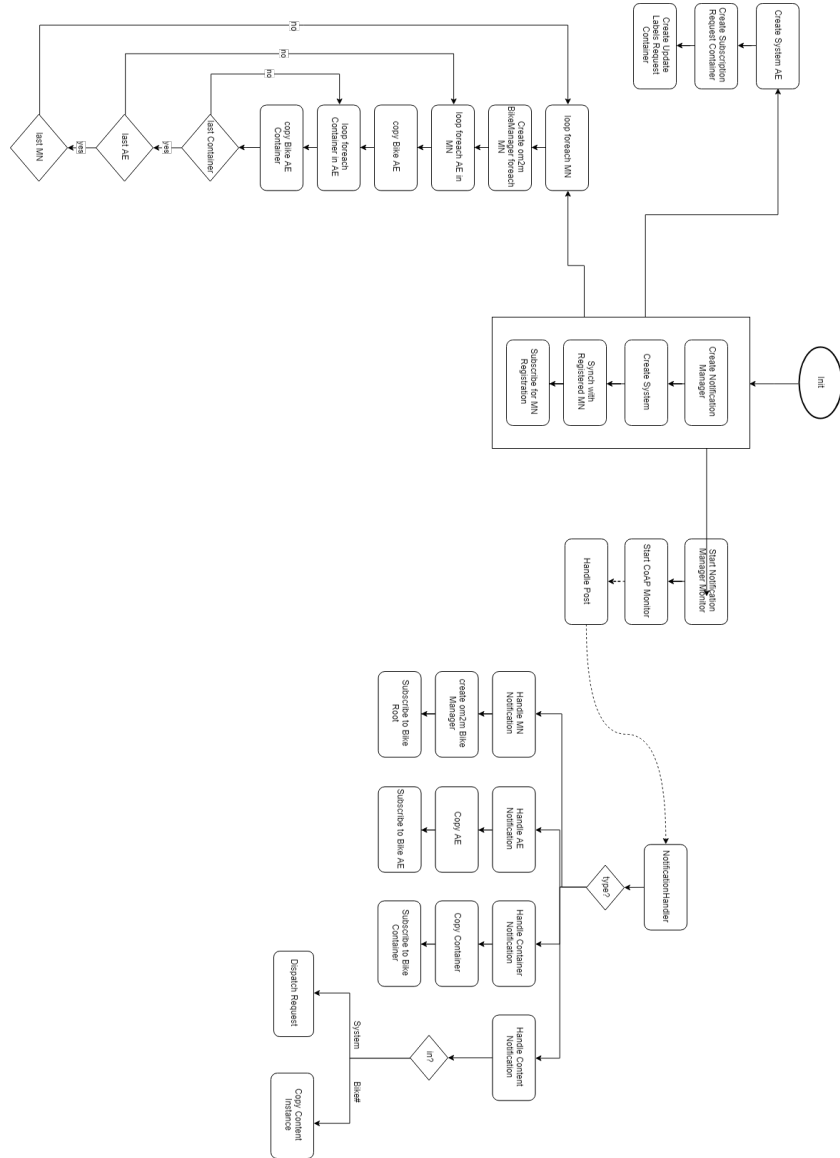 Init
Create Notification
Manager
Create System
Synch with
Registered MN
Subscribe for MN
Registration
Create System AE
Create Subscription
Request Container
Create Update
Labels Request
Container
loop foreach MN
Create om2m
BikeManager foreach
MN
loop foreach AE in
MN
copy Bike AE
loop foreach
Container in AE
copy Bike AE
Container
last Container
yes
last AE
yes
last MN
no
no
no
Start Notification
Manager Monitor
Start CoAP Monitor
Handle Post
NotificationHandler
type?
Handle MN
Notification
create om2m Bike
Manager
Subscribe to Bike
Root
Handle AE
Notification
Copy AE
Subscribe to Bike AE
Handle Container
Notification
Copy Container
Subscribe to Bike
Container
Handle Content
Notification
in?
System
Bike#
Dispatch Request
Copy Content
Instance